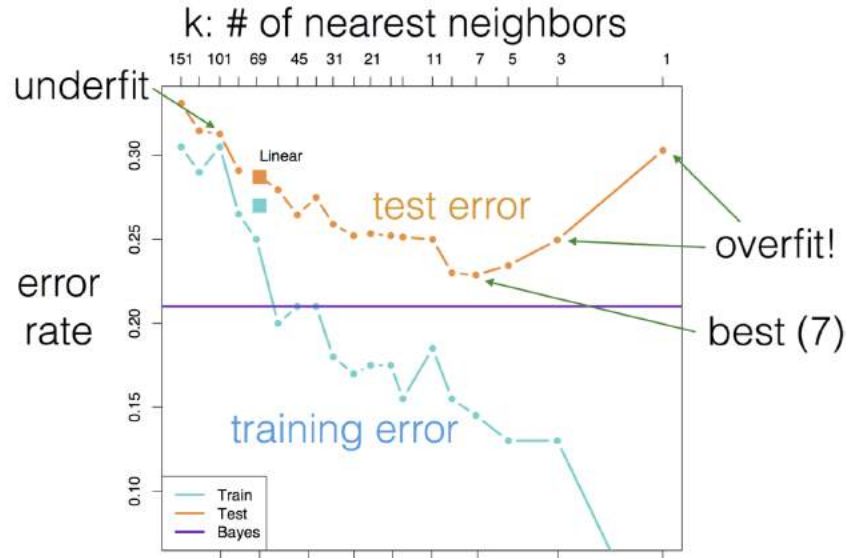 k: # of nearest neighbors
151 101 69 45 31 21 11 7 5 3 1
underfit
Linear
test error
overfit!
best (7)
error
rate
0.30
0.25
0.20
0.15
0.10
training error
Train
Test
Bayes